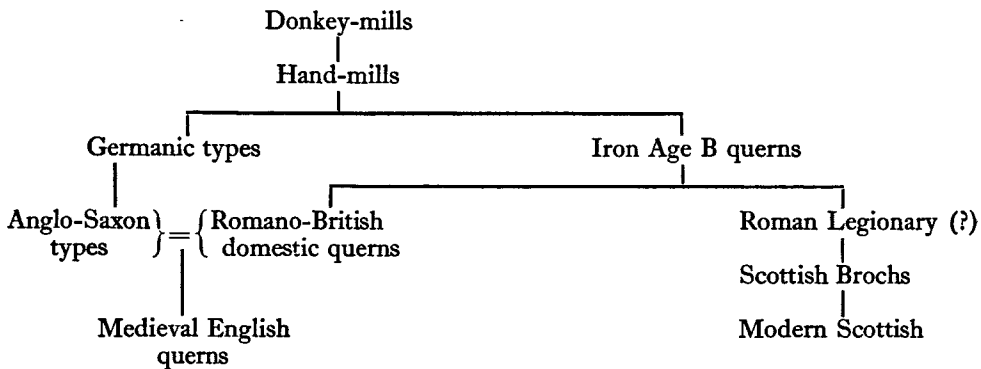 Donkey-mills
Hand-mills
Germanic types
Iron Age B querns
Anglo-Saxon
types
} = {
Romano-British
domestic querns
Roman Legionary (?)
Scottish Brochs
Medieval English
querns
Modern Scottish